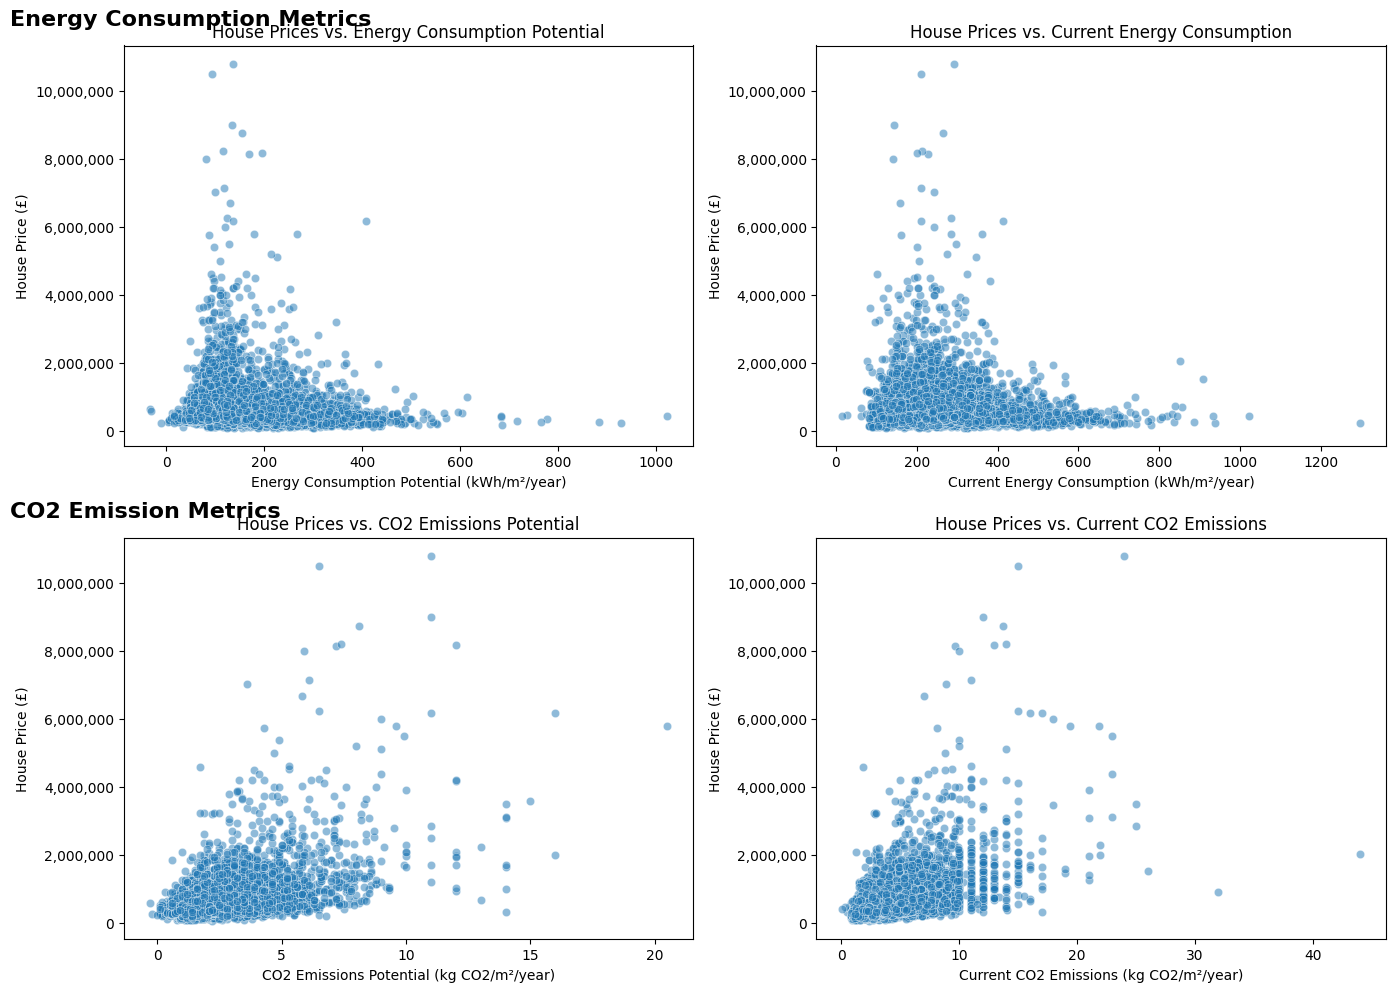 Energy Consumption Metrics
House Prices vs. Energy Consumption Potential
House Prices vs. Current Energy Consumption
10,000,000
8,000,000
6,000,000
4,000,000
2,000,000
0
House Price (£)
0 200 400 600 800 1000
Energy Consumption Potential (kWh/m²/year)
10,000,000
8,000,000
6,000,000
4,000,000
2,000,000
0
House Price (£)
0 200 400 600 800 1000 1200
Current Energy Consumption (kWh/m²/year)
CO2 Emission Metrics
House Prices vs. CO2 Emissions Potential
House Prices vs. Current CO2 Emissions
10,000,000
8,000,000
6,000,000
4,000,000
2,000,000
0
House Price (£)
0 5 10 15 20
CO2 Emissions Potential (kg CO2/m²/year)
10,000,000
8,000,000
6,000,000
4,000,000
2,000,000
0
House Price (£)
0 10 20 30 40
Current CO2 Emissions (kg CO2/m²/year)